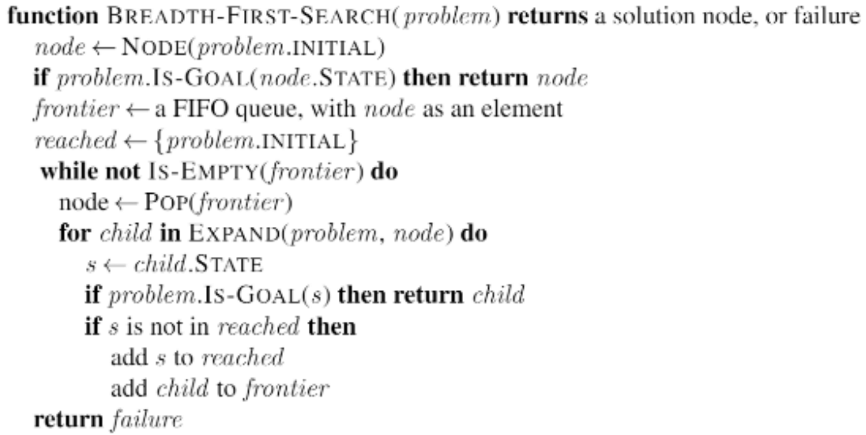 function BREADTH-FIRST-SEARCH(problem) returns a solution node, or failure
node ← NODE(problem.INITIAL)
if problem.IS-GOAL(node.STATE) then return node
frontier ← a FIFO queue, with node as an element
reached ← {problem.INITIAL}
while not IS-EMPTY(frontier) do
node ← POP(frontier)
for child in EXPAND(problem, node) do
s ← child.STATE
if problem.IS-GOAL(s) then return child
if s is not in reached then
add s to reached
add child to frontier
return failure